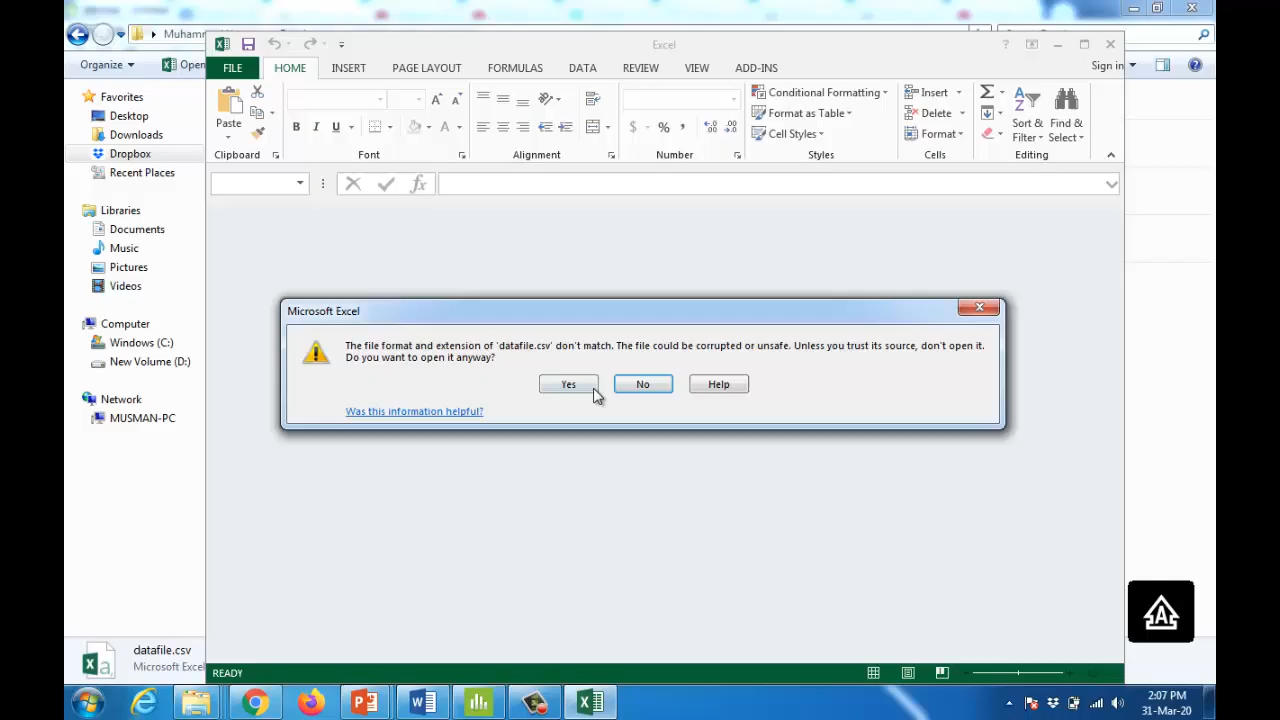 Muhamm
Organize
Open
Excel
Sign in
FILE
HOME
INSERT
PAGE LAYOUT
FORMULAS
DATA
REVIEW
VIEW
ADD-INS
Paste
Clipboard
B I U
A
Font
Alignment
$ % ,
Number
Conditional Formatting
Format as Table
Cell Styles
Styles
Insert
Delete
Format
Cells
Sort & Filter
Find & Select
Editing
fx
Favorites
Desktop
Downloads
Dropbox
Recent Places
Libraries
Documents
Music
Pictures
Videos
Computer
Windows (C:)
New Volume (D:)
Network
MUSMAN-PC
Microsoft Excel
The file format and extension of 'datafile.csv' don't match. The file could be corrupted or unsafe. Unless you trust its source, don't open it.
Do you want to open it anyway?
Yes
No
Help
Was this information helpful?
datafile.csv
Microsoft Excel
READY
A
2:07 PM
31-Mar-20